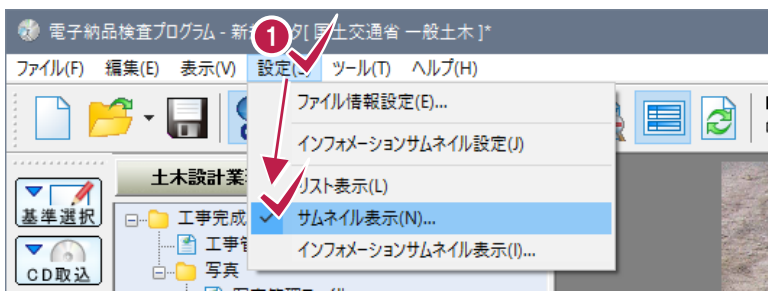 電子納品検査プログラム - 新 タ[ 国土交通省 一般土木 ]*
1
ファイル(F) 編集(E) 表示(V) 設定( ツール(T) ヘルプ(H)
ファイル情報設定(E)...
インフォメーションサムネイル設定(J)
リスト表示(L)
サムネイル表示(N)...
インフォメーションサムネイル表示(I)...
基準選択
CD取込
土木設計業
工事完成
工事管
写真